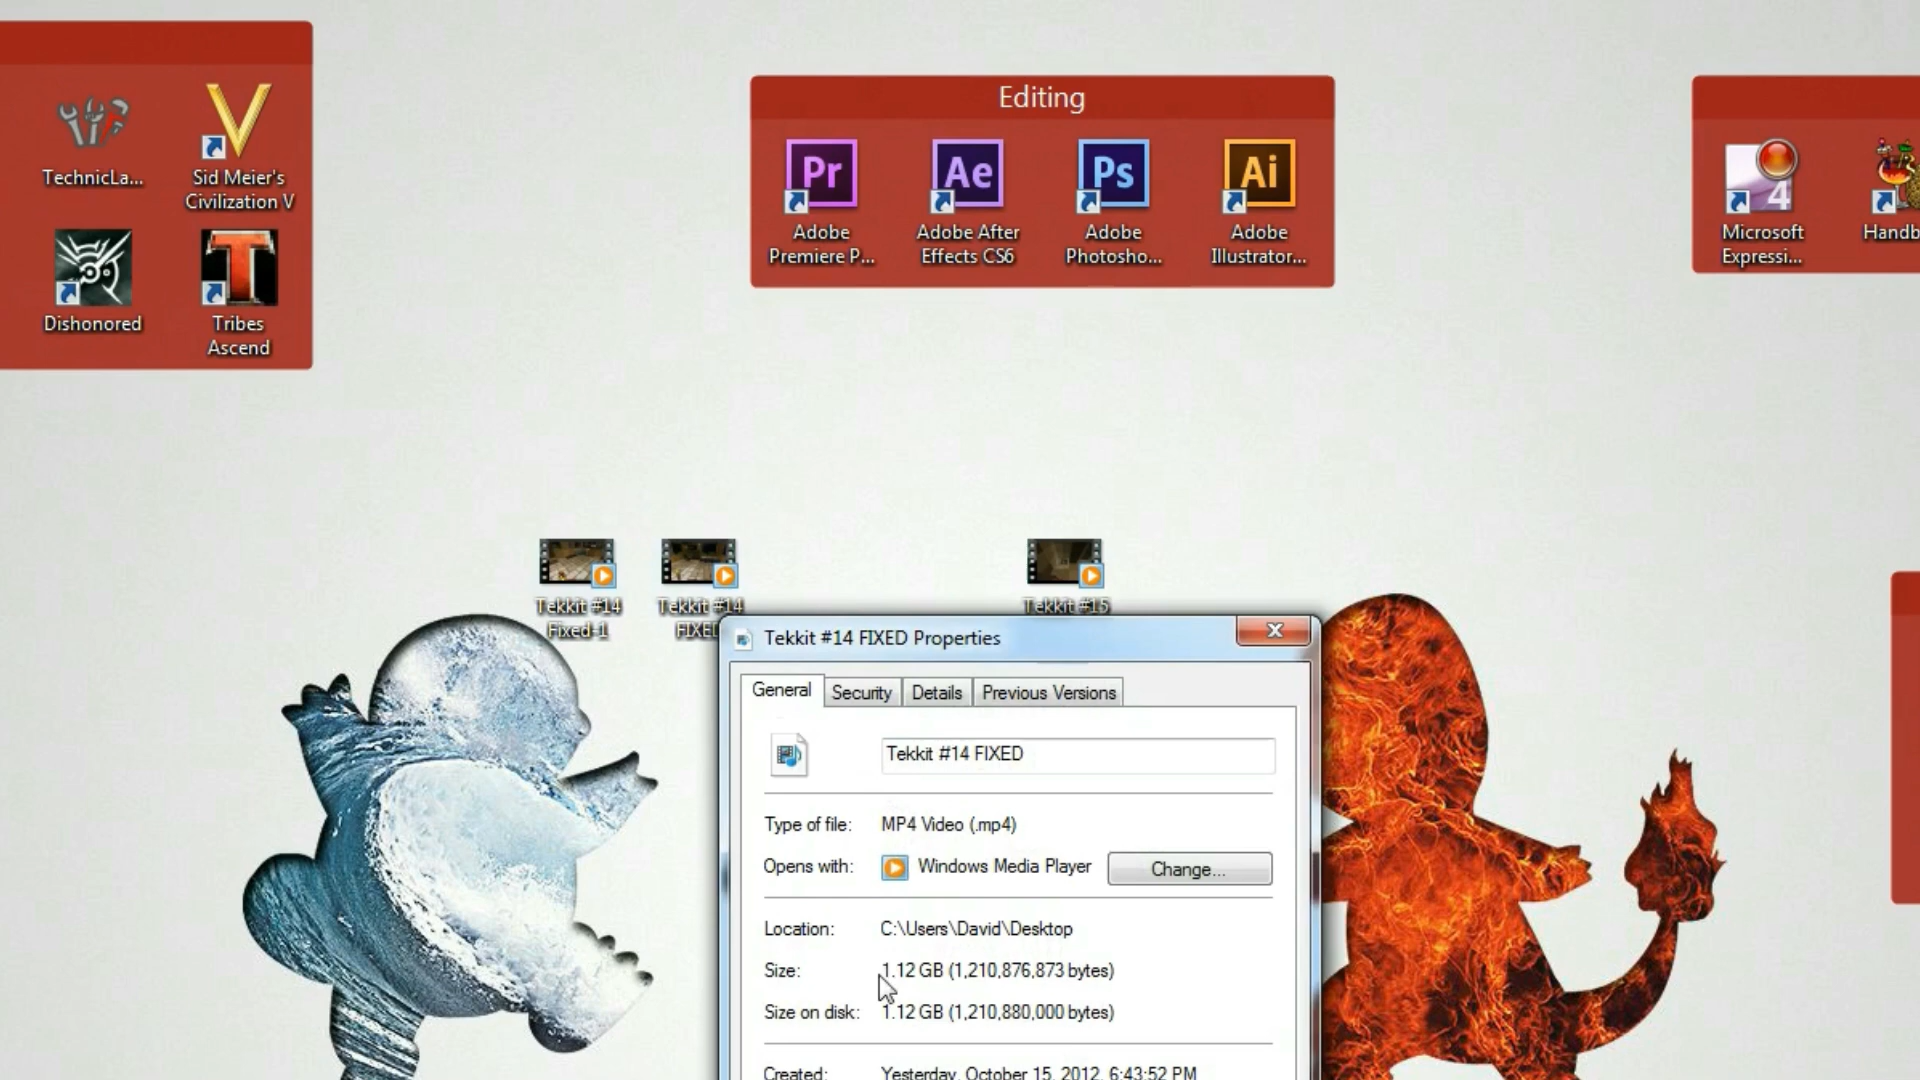 TechnicLa...
Sid Meier's
Civilization V
Dishonored
Tribes
Ascend
Editing
Pr
Ae
Ps
Ai
Adobe
Premiere P...
Adobe After
Effects CS6
Adobe
Photosho...
Adobe
Illustrator...
4
Microsoft
Expressi...
Handb
Tekkit #14
Fixed-1
Tekkit #14
FIXED
Tekkit #15
Tekkit #14 FIXED Properties
General
Security
Details
Previous Versions
Tekkit #14 FIXED
Type of file: MP4 Video (.mp4)
Opens with: Windows Media Player
Change...
Location: C:\Users\David\Desktop
Size: 1.12 GB (1,210,876,873 bytes)
Size on disk: 1.12 GB (1,210,880,000 bytes)
Created: Yesterday, October 15, 2012, 6:43:52 PM